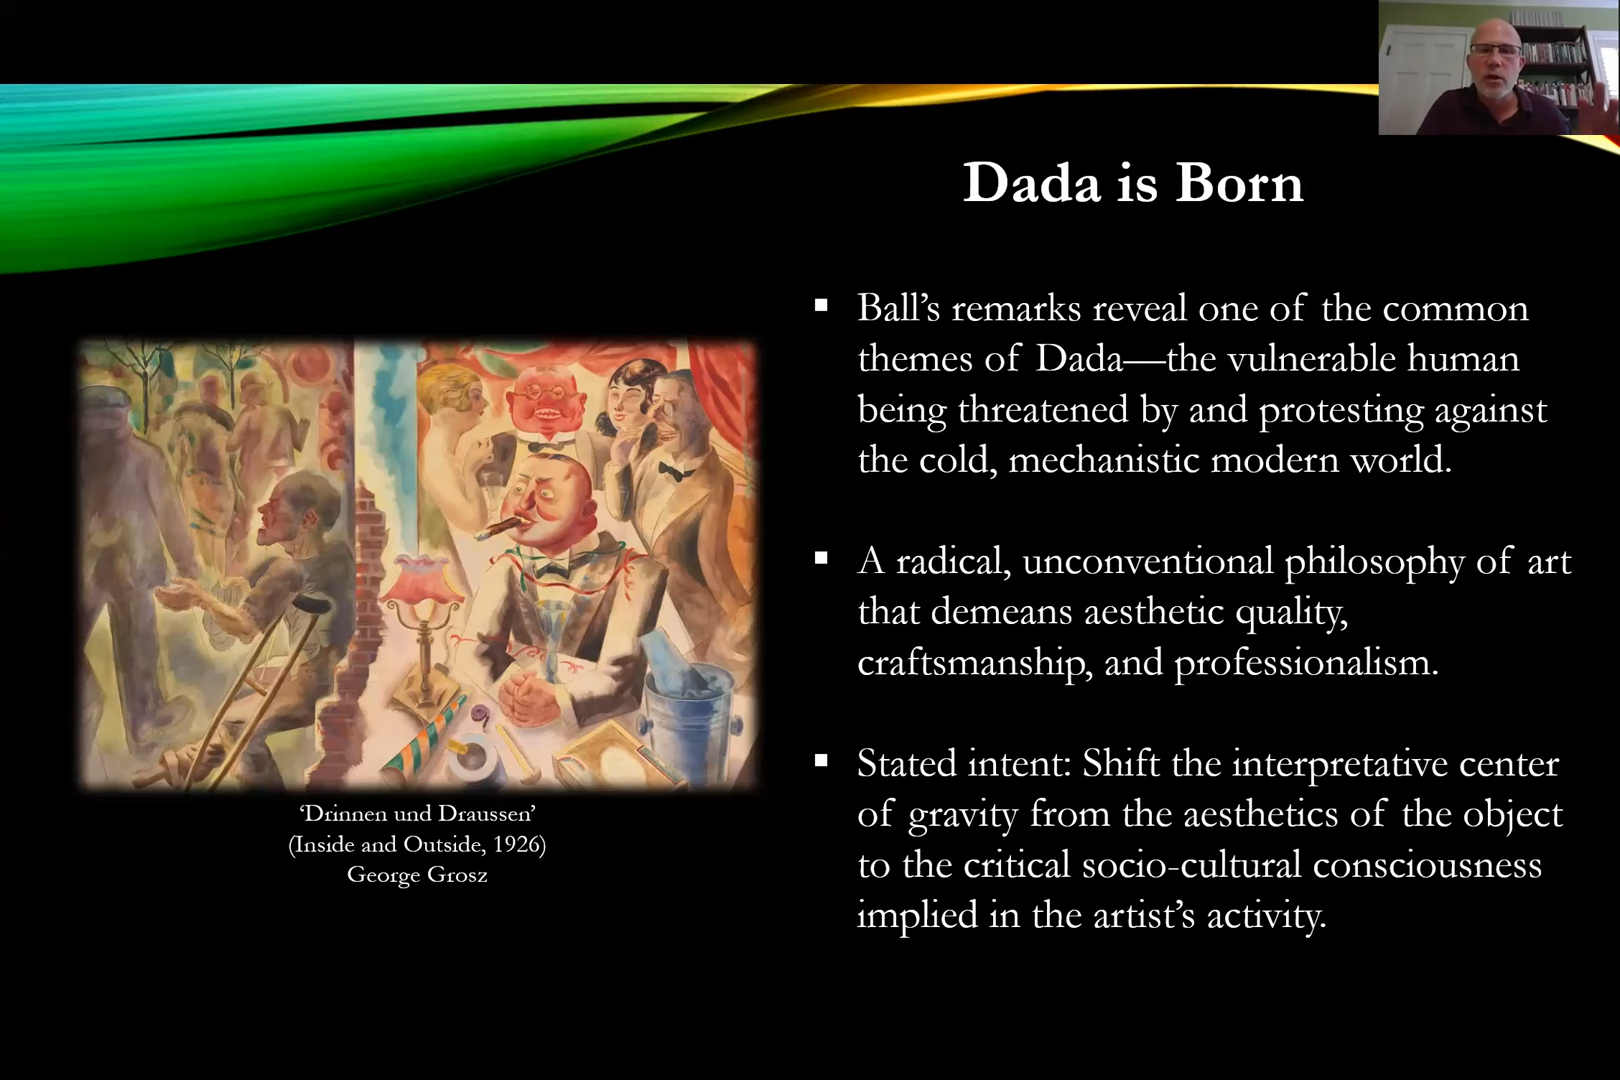 Dada is Born
▪ Ball’s remarks reveal one of the common
themes of Dada—the vulnerable human
being threatened by and protesting against
the cold, mechanistic modern world.
▪ A radical, unconventional philosophy of art
that demeans aesthetic quality,
craftsmanship, and professionalism.
▪ Stated intent: Shift the interpretative center
of gravity from the aesthetics of the object
to the critical socio-cultural consciousness
implied in the artist’s activity.
‘Drinnen und Draussen’
(Inside and Outside, 1926)
George Grosz